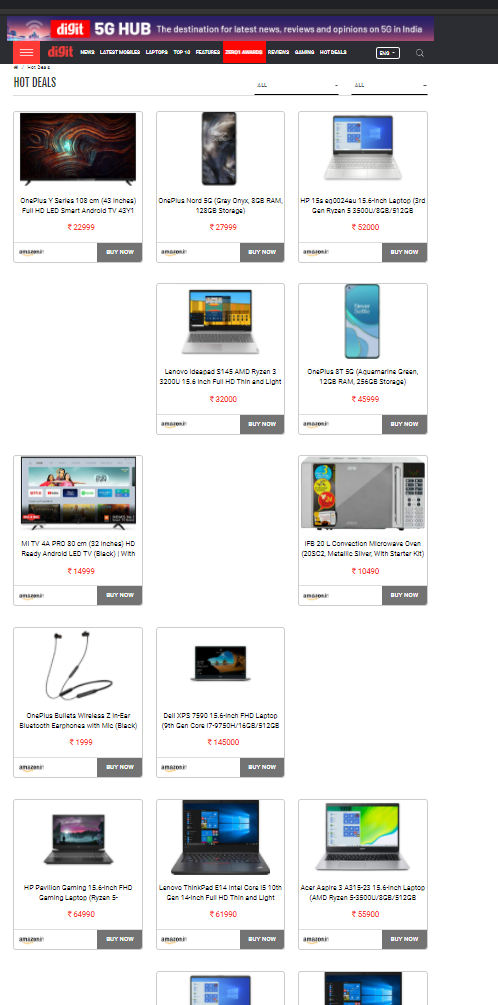 digit 5G HUB The destination for latest news, reviews and opinions on 5G in India
digit NEWS LATEST MOBILES LAPTOPS TOP 10 FEATURES ZERO1 AWARDS REVIEWS GAMING HOT DEALS ENG
/ Hot Deals
HOT DEALS
ALL ALL
OnePlus Y Series 108 cm (43 inches)
Full HD LED Smart Android TV 43Y1
₹ 22999
amazon.in BUY NOW
OnePlus Nord 5G (Gray Onyx, 8GB RAM,
128GB Storage)
₹ 27999
amazon.in BUY NOW
HP 15s eq0024au 15.6-inch Laptop (3rd
Gen Ryzen 5 3500U/8GB/512GB
₹ 52000
amazon.in BUY NOW
Lenovo Ideapad S145 AMD Ryzen 3
3200U 15.6 inch Full HD Thin and Light
₹ 32000
amazon.in BUY NOW
OnePlus 8T 5G (Aquamarine Green,
12GB RAM, 256GB Storage)
₹ 45999
amazon.in BUY NOW
MI TV 4A PRO 80 cm (32 inches) HD
Ready Android LED TV (Black) | With
₹ 14999
amazon.in BUY NOW
IFB 20 L Convection Microwave Oven
(20SC2, Metallic Silver, With Starter Kit)
₹ 10490
amazon.in BUY NOW
OnePlus Bullets Wireless Z In-Ear
Bluetooth Earphones with Mic (Black)
₹ 1999
amazon.in BUY NOW
Dell XPS 7590 15.6-inch FHD Laptop
(9th Gen Core i7-9750H/16GB/512GB
₹ 145000
amazon.in BUY NOW
HP Pavilion Gaming 15.6-inch FHD
Gaming Laptop (Ryzen 5-
₹ 64990
amazon.in BUY NOW
Lenovo ThinkPad E14 Intel Core i5 10th
Gen 14-inch Full HD Thin and Light
₹ 61990
amazon.in BUY NOW
Acer Aspire 3 A315-23 15.6-inch Laptop
(AMD Ryzen 5-3500U/8GB/512GB
₹ 55900
amazon.in BUY NOW